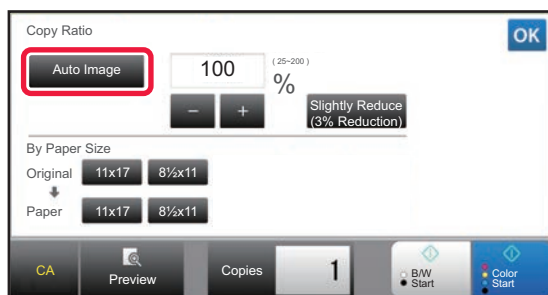 Copy Ratio
OK
Auto Image
100
( 25~200 )
%
−
+
Slightly Reduce
(3% Reduction)
By Paper Size
Original
11x17
8½x11
Paper
11x17
8½x11
CA
Preview
Copies
1
B/W
Start
Color
Start